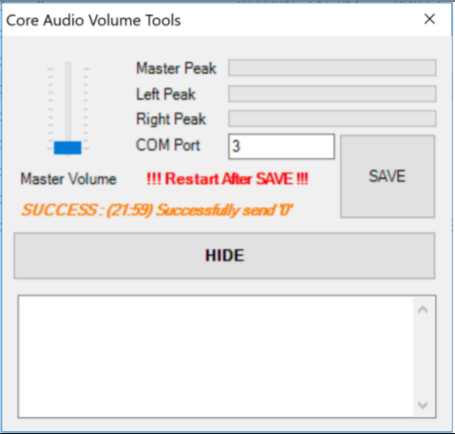 Core Audio Volume Tools
Master Peak
Left Peak
Right Peak
COM Port 3
Master Volume
!!! Restart After SAVE !!!
SAVE
SUCCESS : (21:59) Successfully send '0'
HIDE